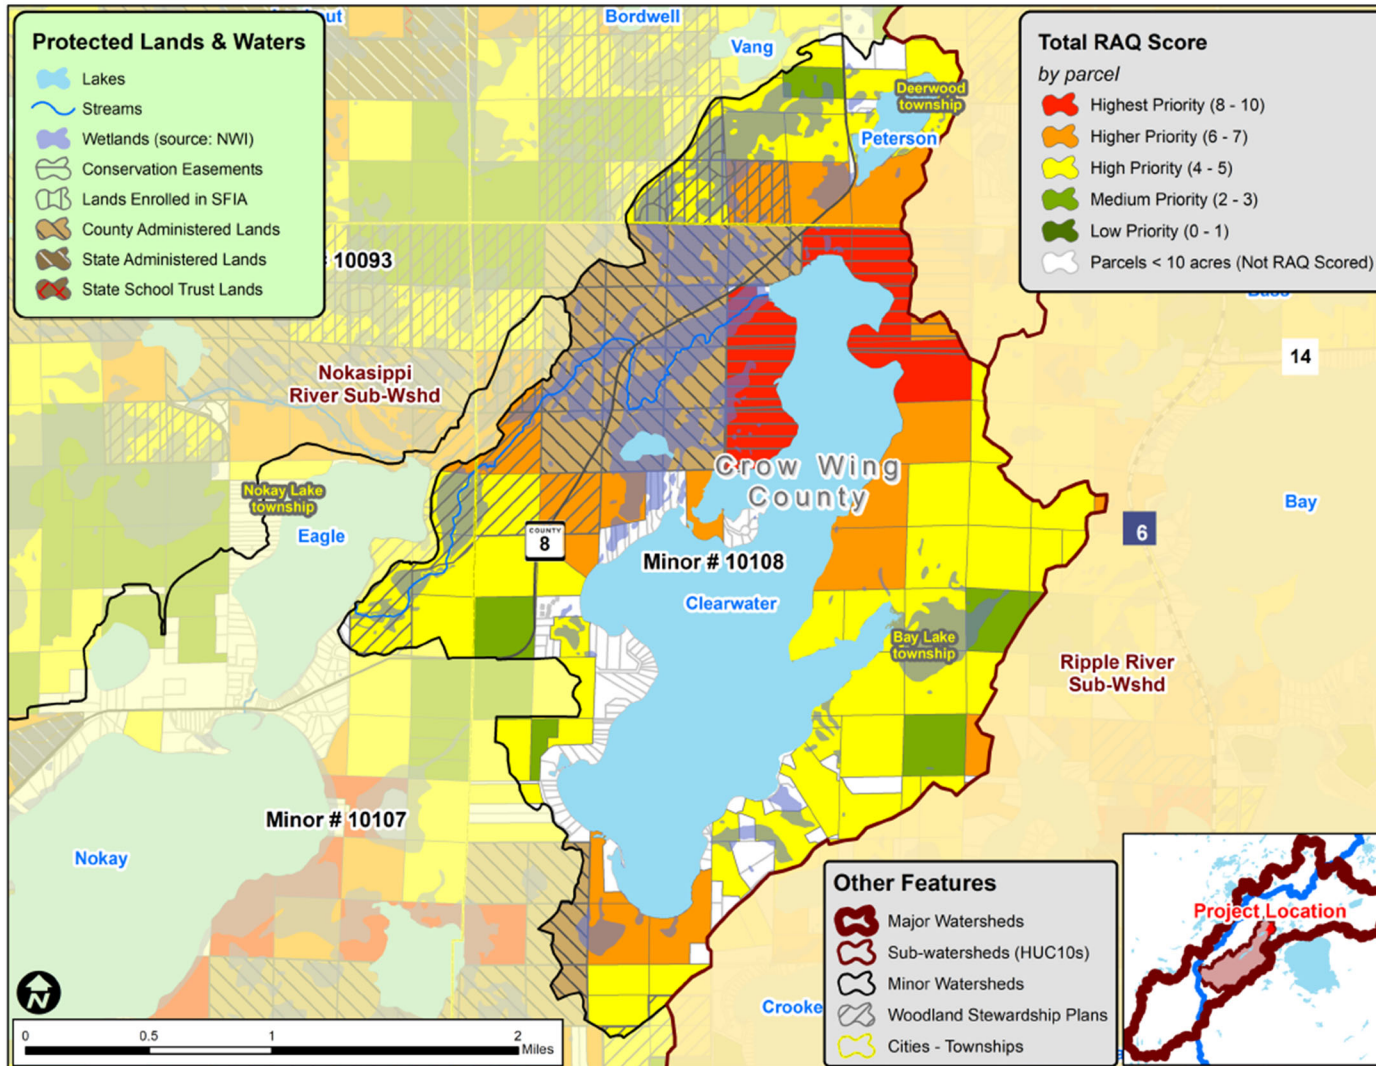 Bordwell
Vang
Protected Lands & Waters
Lakes
Streams
Wetlands (source: NWI)
Conservation Easements
Lands Enrolled in SFIA
County Administered Lands
State Administered Lands
State School Trust Lands
Total RAQ Score
by parcel
Highest Priority (8 - 10)
Higher Priority (6 - 7)
High Priority (4 - 5)
Medium Priority (2 - 3)
Low Priority (0 - 1)
Parcels < 10 acres (Not RAQ Scored)
Deerwood
township
Peterson
# 10093
14
Nokasippi
River Sub-Wshd
Crow Wing
County
Nokay Lake
township
Eagle
COUNTY
8
Bay
6
Minor # 10108
Clearwater
Bay Lake
township
Ripple River
Sub-Wshd
Minor # 10107
Nokay
Crooke
Other Features
Major Watersheds
Sub-watersheds (HUC10s)
Minor Watersheds
Woodland Stewardship Plans
Cities - Townships
Project Location
N
0 0.5 1 2
Miles